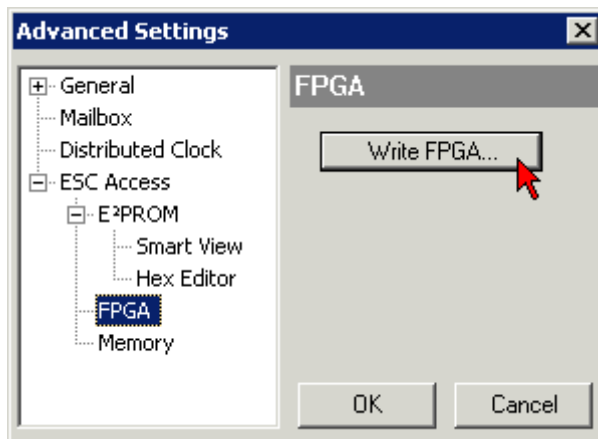 Advanced Settings
General
Mailbox
Distributed Clock
ESC Access
E²PROM
Smart View
Hex Editor
FPGA
Memory
FPGA
Write FPGA...
OK
Cancel